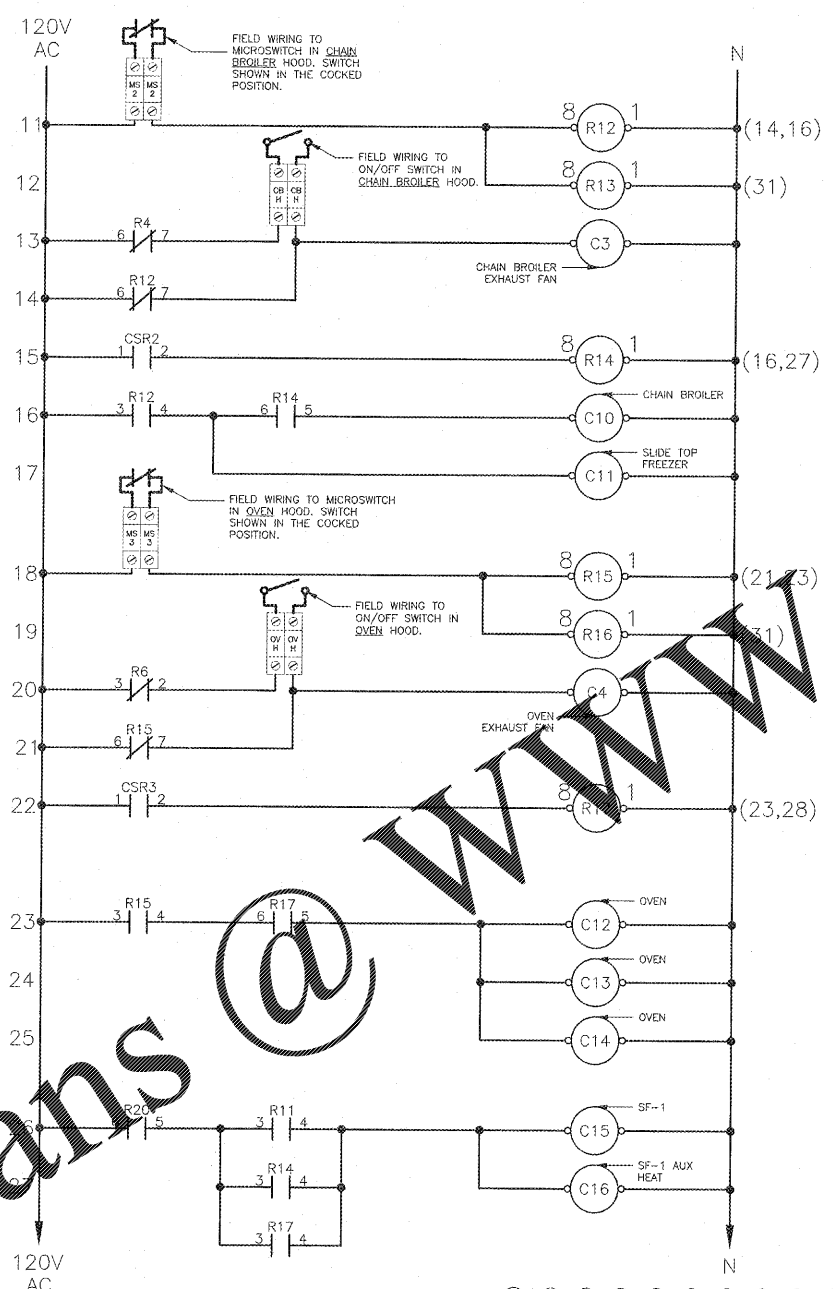 120V
AC
N
FIELD WIRING TO
MICROSWITCH IN CHAIN
BROILER HOOD. SWITCH
SHOWN IN THE COCKED
POSITION.
MS 2
MS 2
11
8 R12 1 (14,16)
FIELD WIRING TO
ON/OFF SWITCH IN
CHAIN BROILER HOOD.
CB H
CB H
12
8 R13 1 (31)
13
R4
6 7
C3
CHAIN BROILER
EXHAUST FAN
14
R12
6 7
15
CSR2
1 2
8 R14 1 (16,27)
16
R12
3 4
R14
6 5
C10
CHAIN BROILER
17
C11
SLIDE TOP
FREEZER
FIELD WIRING TO MICROSWITCH
IN OVEN HOOD. SWITCH
SHOWN IN THE COCKED
POSITION.
MS 3
MS 3
18
8 R15 1 (21,23)
FIELD WIRING TO
ON/OFF SWITCH IN
OVEN HOOD.
OV H
OV H
19
8 R16 1 (31)
20
R6
3 2
C4
OVEN
EXHAUST FAN
21
R15
6 7
22
CSR3
1 2
8 R17 1 (23,28)
23
R15
3 4
R17
6 5
C12
OVEN
24
C13
OVEN
25
C14
OVEN
26
R20
5
R11
3 4
C15
SF-1
R14
3 4
C16
SF-1 AUX
HEAT
R17
3 4
120V
AC
N
ans @ www